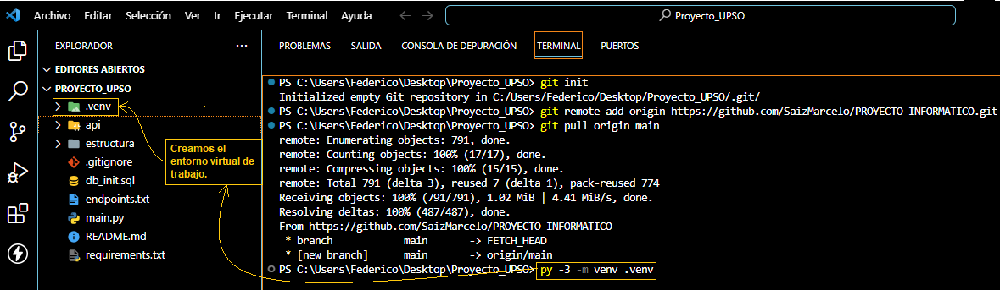 Archivo Editar Selección Ver Ir Ejecutar Terminal Ayuda
Proyecto_UPSO
EXPLORADOR
EDITORES ABIERTOS
PROYECTO_UPSO
.venv
api
estructura
.gitignore
db_init.sql
endpoints.txt
main.py
README.md
requirements.txt
Creamos el
entorno virtual de
trabajo.
PROBLEMAS SALIDA CONSOLA DE DEPURACIÓN TERMINAL PUERTOS
PS C:\Users\Federico\Desktop\Proyecto_UPSO> git init
Initialized empty Git repository in C:/Users/Federico/Desktop/Proyecto_UPSO/.git/
PS C:\Users\Federico\Desktop\Proyecto_UPSO> git remote add origin https://github.com/SaizMarcelo/PROYECTO-INFORMATICO.git
PS C:\Users\Federico\Desktop\Proyecto_UPSO> git pull origin main
remote: Enumerating objects: 791, done.
remote: Counting objects: 100% (17/17), done.
remote: Compressing objects: 100% (15/15), done.
remote: Total 791 (delta 3), reused 7 (delta 1), pack-reused 774
Receiving objects: 100% (791/791), 1.02 MiB | 4.41 MiB/s, done.
Resolving deltas: 100% (487/487), done.
From https://github.com/SaizMarcelo/PROYECTO-INFORMATICO
* branch main -> FETCH_HEAD
* [new branch] main -> origin/main
PS C:\Users\Federico\Desktop\Proyecto_UPSO> py -3 -m venv .venv